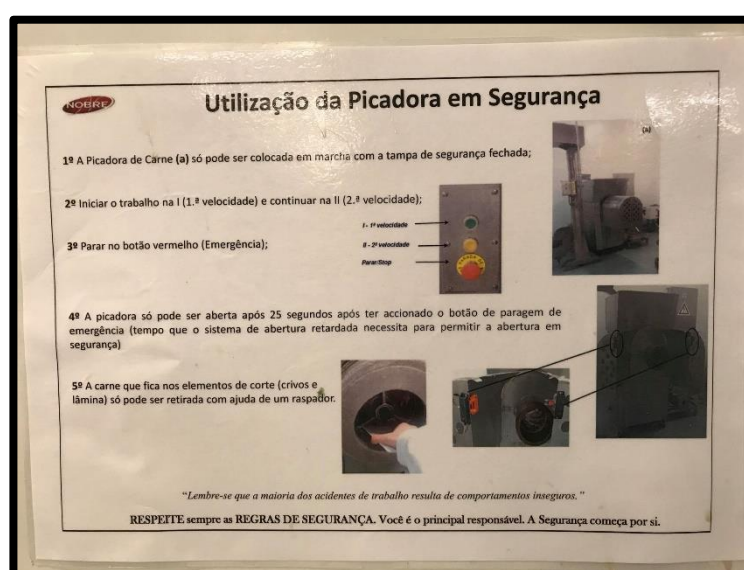 NOBRE
Utilização da Picadora em Segurança
(a)
1º A Picadora de Carne (a) só pode ser colocada em marcha com a tampa de segurança fechada;
2º Iniciar o trabalho na I (1.ª velocidade) e continuar na II (2.ª velocidade);
I - 1ª velocidade
3º Parar no botão vermelho (Emergência);
II - 2ª velocidade
Parar/Stop
4º A picadora só pode ser aberta após 25 segundos após ter accionado o botão de paragem de
emergência (tempo que o sistema de abertura retardada necessita para permitir a abertura em
segurança)
5º A carne que fica nos elementos de corte (crivos e
lâmina) só pode ser retirada com ajuda de um raspador.
"Lembre-se que a maioria dos acidentes de trabalho resulta de comportamentos inseguros."
RESPEITE sempre as REGRAS DE SEGURANÇA. Você é o principal responsável. A Segurança começa por si.